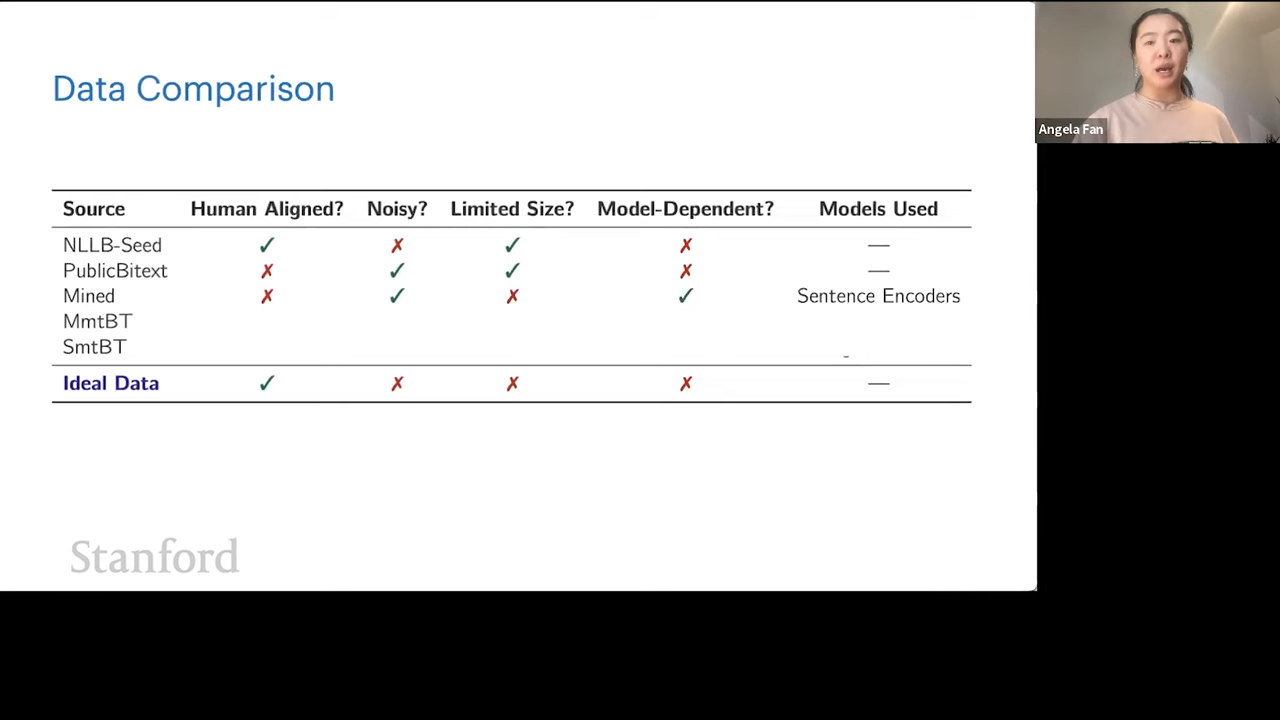 Data Comparison
Angela Fan
Source Human Aligned? Noisy? Limited Size? Model-Dependent? Models Used
NLLB-Seed ✓ ✗ ✓ ✗ —
PublicBitext ✗ ✓ ✓ ✗ —
Mined ✗ ✓ ✗ ✓ Sentence Encoders
MmtBT
SmtBT
Ideal Data ✓ ✗ ✗ ✗ —
Stanford